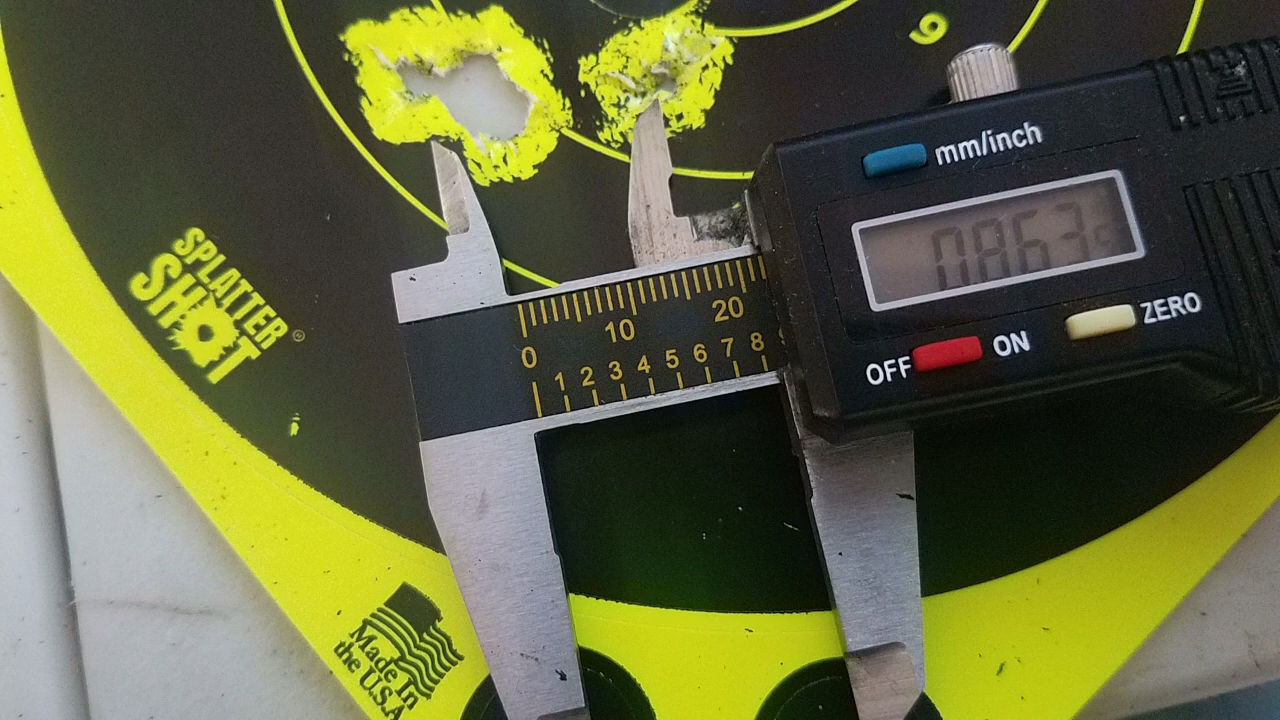 9
mm/inch
0.863
OFF ON ZERO
10 20
0 1 2 3 4 5 6 7 8
SPLATTER
SHOT
®
Made In
the U.S.A